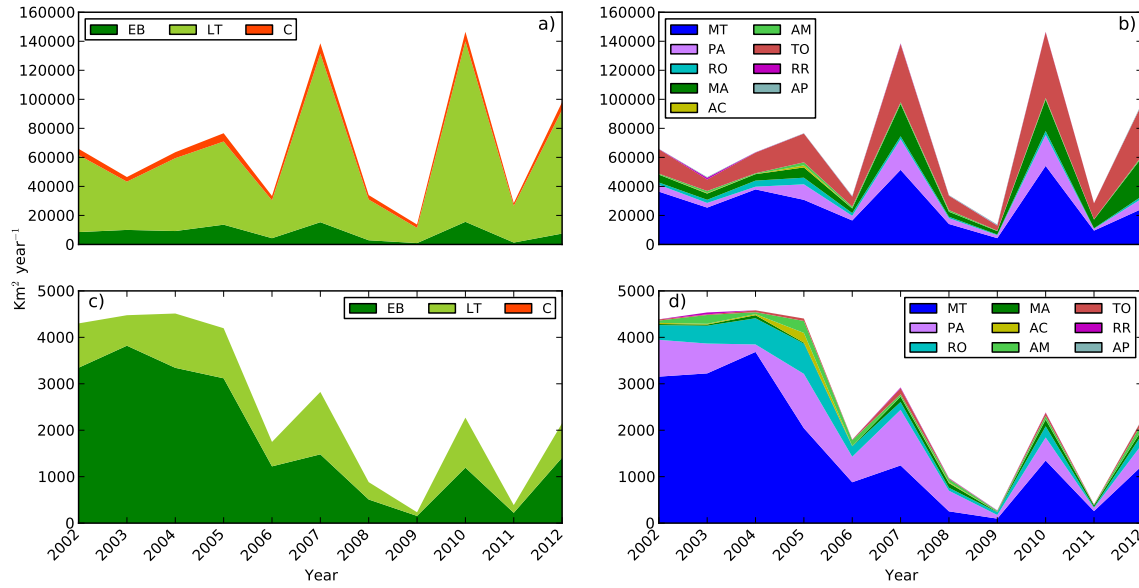 160000
140000
120000
100000
80000
60000
40000
20000
0
EB LT C
a)
160000
140000
120000
100000
80000
60000
40000
20000
0
MT AM
PA TO
RO RR
MA AP
AC
b)
Km² year⁻¹
5000
4000
3000
2000
1000
0
c)
EB LT C
2002 2003 2004 2005 2006 2007 2008 2009 2010 2011 2012
Year
5000
4000
3000
2000
1000
0
d)
MT MA TO
PA AC RR
RO AM AP
2002 2003 2004 2005 2006 2007 2008 2009 2010 2011 2012
Year